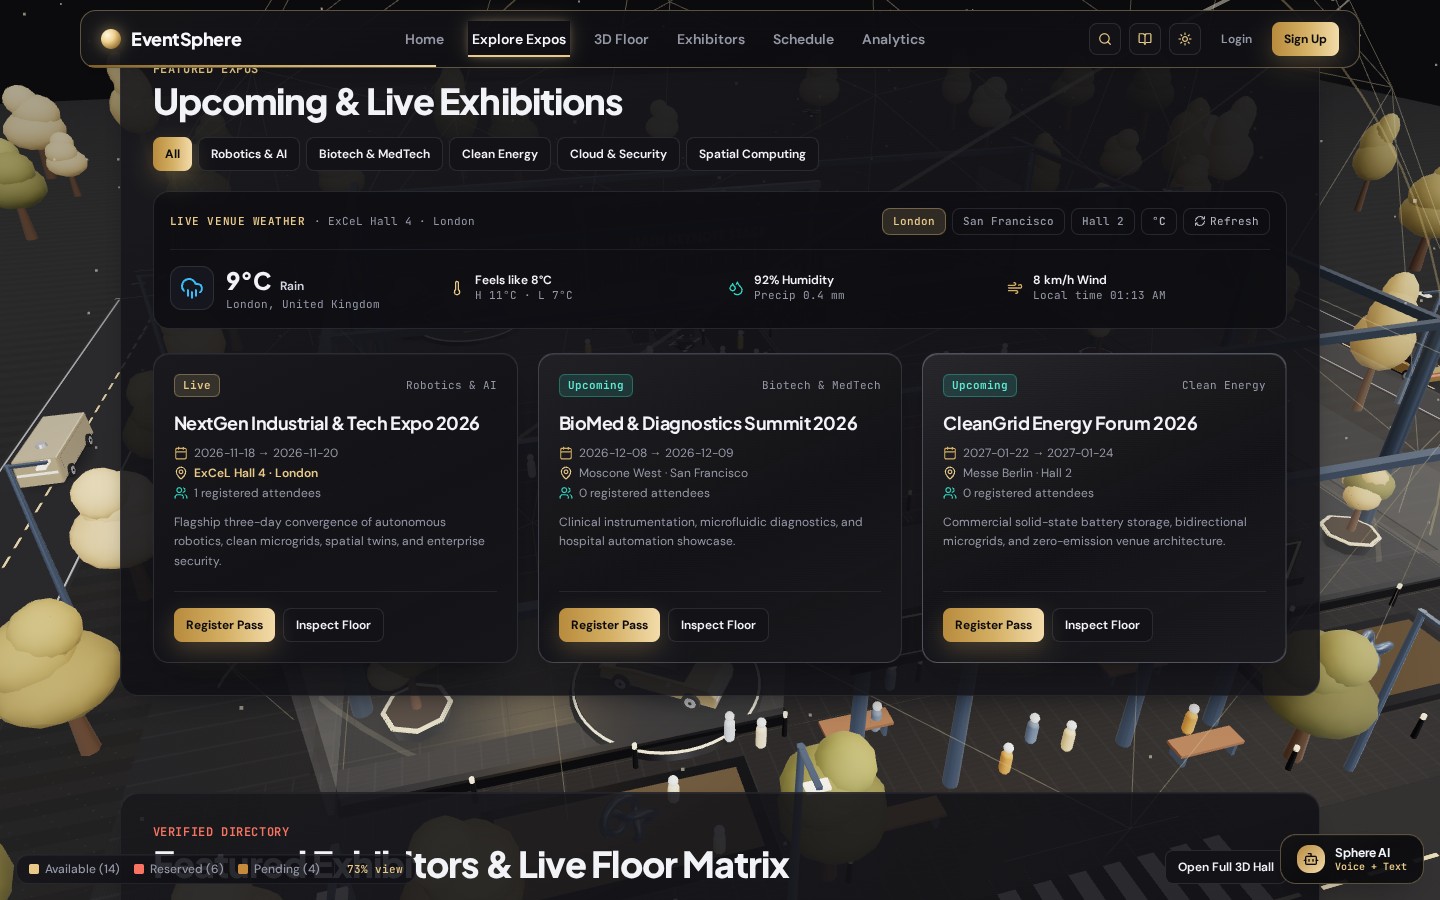 EventSphere
Home
Explore Expos
3D Floor
Exhibitors
Schedule
Analytics
Login
Sign Up
FEATURED EXPOS
Upcoming & Live Exhibitions
All
Robotics & AI
Biotech & MedTech
Clean Energy
Cloud & Security
Spatial Computing
LIVE VENUE WEATHER · ExCeL Hall 4 · London
London
San Francisco
Hall 2
°C
Refresh
9°C Rain
London, United Kingdom
Feels like 8°C
H 11°C · L 7°C
92% Humidity
Precip 0.4 mm
8 km/h Wind
Local time 01:13 AM
Live
Robotics & AI
NextGen Industrial & Tech Expo 2026
2026-11-18 → 2026-11-20
ExCeL Hall 4 · London
1 registered attendees
Flagship three-day convergence of autonomous
robotics, clean microgrids, spatial twins, and enterprise
security.
Register Pass
Inspect Floor
Upcoming
Biotech & MedTech
BioMed & Diagnostics Summit 2026
2026-12-08 → 2026-12-09
Moscone West · San Francisco
0 registered attendees
Clinical instrumentation, microfluidic diagnostics, and
hospital automation showcase.
Register Pass
Inspect Floor
Upcoming
Clean Energy
CleanGrid Energy Forum 2026
2027-01-22 → 2027-01-24
Messe Berlin · Hall 2
0 registered attendees
Commercial solid-state battery storage, bidirectional
microgrids, and zero-emission venue architecture.
Register Pass
Inspect Floor
VERIFIED DIRECTORY
Featured Exhibitors & Live Floor Matrix
Available (14)
Reserved (6)
Pending (4)
73% view
Open Full 3D Hall
Sphere AI
Voice + Text